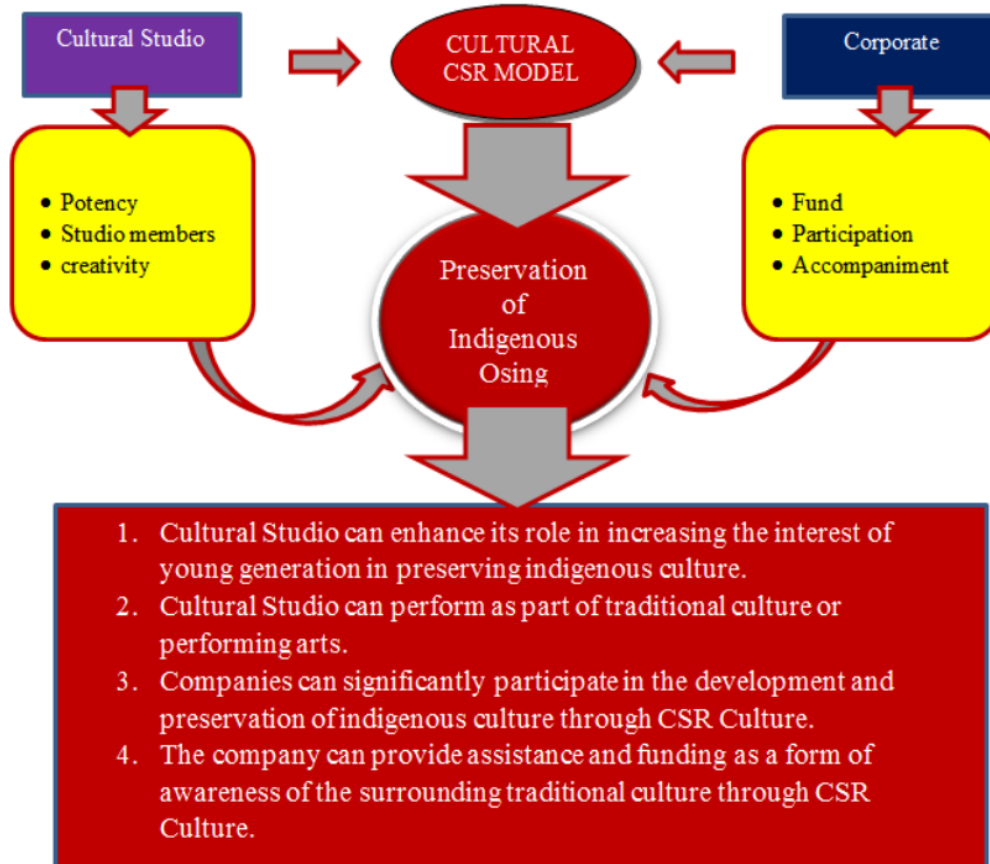 Cultural Studio
CULTURAL
CSR MODEL
Corporate
• Potency
• Studio members
• creativity
• Fund
• Participation
• Accompaniment
Preservation
of
Indigenous
Osing
1. Cultural Studio can enhance its role in increasing the interest of
young generation in preserving indigenous culture.
2. Cultural Studio can perform as part of traditional culture or
performing arts.
3. Companies can significantly participate in the development and
preservation of indigenous culture through CSR Culture.
4. The company can provide assistance and funding as a form of
awareness of the surrounding traditional culture through CSR
Culture.